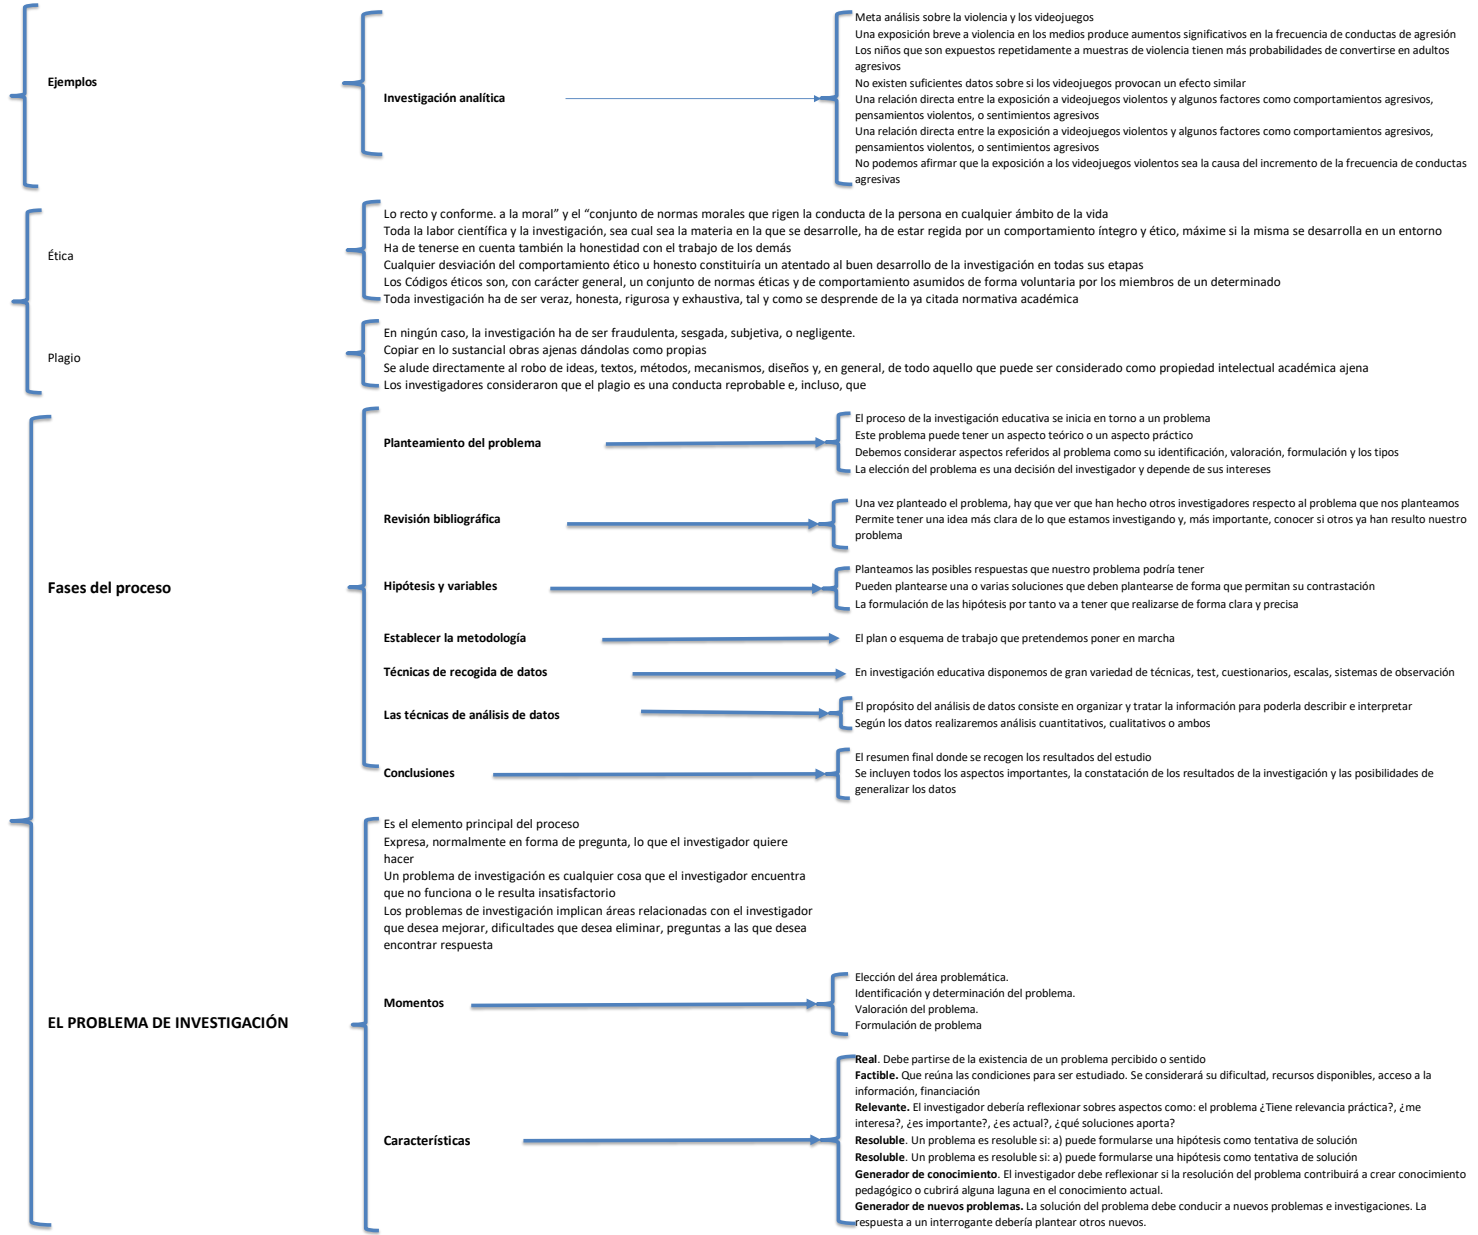 Ejemplos
Investigación analítica
Meta análisis sobre la violencia y los videojuegos
Una exposición breve a violencia en los medios produce aumentos significativos en la frecuencia de conductas de agresión
Los niños que son expuestos repetidamente a muestras de violencia tienen más probabilidades de convertirse en adultos
agresivos
No existen suficientes datos sobre si los videojuegos provocan un efecto similar
Una relación directa entre la exposición a videojuegos violentos y algunos factores como comportamientos agresivos,
pensamientos violentos, o sentimientos agresivos
Una relación directa entre la exposición a videojuegos violentos y algunos factores como comportamientos agresivos,
pensamientos violentos, o sentimientos agresivos
No podemos afirmar que la exposición a los videojuegos violentos sea la causa del incremento de la frecuencia de conductas
agresivas
Ética
Lo recto y conforme. a la moral” y el “conjunto de normas morales que rigen la conducta de la persona en cualquier ámbito de la vida
Toda la labor científica y la investigación, sea cual sea la materia en la que se desarrolle, ha de estar regida por un comportamiento íntegro y ético, máxime si la misma se desarrolla en un entorno
Ha de tenerse en cuenta también la honestidad con el trabajo de los demás
Cualquier desviación del comportamiento ético u honesto constituiría un atentado al buen desarrollo de la investigación en todas sus etapas
Los Códigos éticos son, con carácter general, un conjunto de normas éticas y de comportamiento asumidos de forma voluntaria por los miembros de un determinado
Toda investigación ha de ser veraz, honesta, rigurosa y exhaustiva, tal y como se desprende de la ya citada normativa académica
Plagio
En ningún caso, la investigación ha de ser fraudulenta, sesgada, subjetiva, o negligente.
Copiar en lo sustancial obras ajenas dándolas como propias
Se alude directamente al robo de ideas, textos, métodos, mecanismos, diseños y, en general, de todo aquello que puede ser considerado como propiedad intelectual académica ajena
Los investigadores consideraron que el plagio es una conducta reprobable e, incluso, que
Fases del proceso
Planteamiento del problema
El proceso de la investigación educativa se inicia en torno a un problema
Este problema puede tener un aspecto teórico o un aspecto práctico
Debemos considerar aspectos referidos al problema como su identificación, valoración, formulación y los tipos
La elección del problema es una decisión del investigador y depende de sus intereses
Revisión bibliográfica
Una vez planteado el problema, hay que ver que han hecho otros investigadores respecto al problema que nos planteamos
Permite tener una idea más clara de lo que estamos investigando y, más importante, conocer si otros ya han resulto nuestro
problema
Hipótesis y variables
Planteamos las posibles respuestas que nuestro problema podría tener
Pueden plantearse una o varias soluciones que deben plantearse de forma que permitan su contrastación
La formulación de las hipótesis por tanto va a tener que realizarse de forma clara y precisa
Establecer la metodología
El plan o esquema de trabajo que pretendemos poner en marcha
Técnicas de recogida de datos
En investigación educativa disponemos de gran variedad de técnicas, test, cuestionarios, escalas, sistemas de observación
Las técnicas de análisis de datos
El propósito del análisis de datos consiste en organizar y tratar la información para poderla describir e interpretar
Según los datos realizaremos análisis cuantitativos, cualitativos o ambos
Conclusiones
El resumen final donde se recogen los resultados del estudio
Se incluyen todos los aspectos importantes, la constatación de los resultados de la investigación y las posibilidades de
generalizar los datos
EL PROBLEMA DE INVESTIGACIÓN
Es el elemento principal del proceso
Expresa, normalmente en forma de pregunta, lo que el investigador quiere
hacer
Un problema de investigación es cualquier cosa que el investigador encuentra
que no funciona o le resulta insatisfactorio
Los problemas de investigación implican áreas relacionadas con el investigador
que desea mejorar, dificultades que desea eliminar, preguntas a las que desea
encontrar respuesta
Momentos
Elección del área problemática.
Identificación y determinación del problema.
Valoración del problema.
Formulación de problema
Características
Real. Debe partirse de la existencia de un problema percibido o sentido
Factible. Que reúna las condiciones para ser estudiado. Se considerará su dificultad, recursos disponibles, acceso a la
información, financiación
Relevante. El investigador debería reflexionar sobres aspectos como: el problema ¿Tiene relevancia práctica?, ¿me
interesa?, ¿es importante?, ¿es actual?, ¿qué soluciones aporta?
Resoluble. Un problema es resoluble si: a) puede formularse una hipótesis como tentativa de solución
Resoluble. Un problema es resoluble si: a) puede formularse una hipótesis como tentativa de solución
Generador de conocimiento. El investigador debe reflexionar si la resolución del problema contribuirá a crear conocimiento
pedagógico o cubrirá alguna laguna en el conocimiento actual.
Generador de nuevos problemas. La solución del problema debe conducir a nuevos problemas e investigaciones. La
respuesta a un interrogante debería plantear otros nuevos.